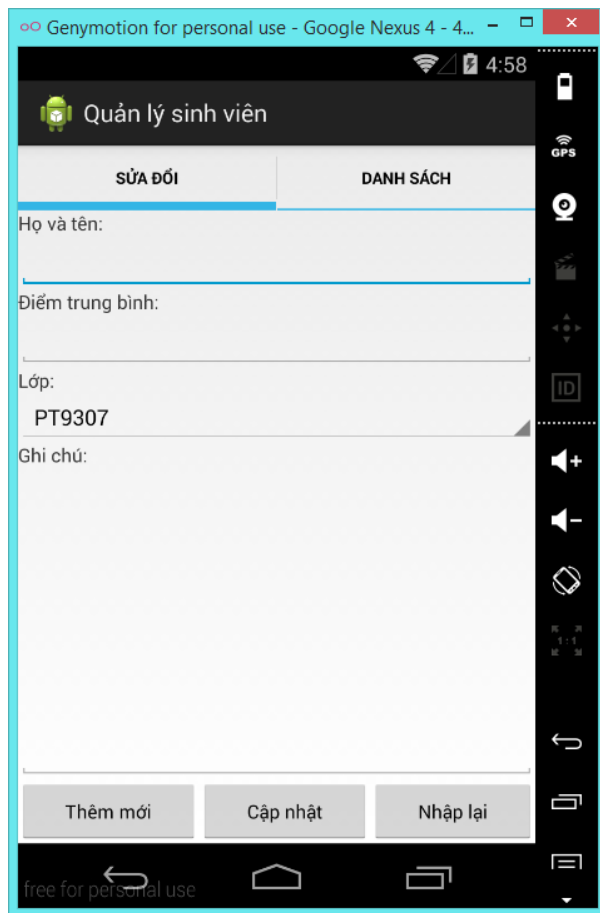 Genymotion for personal use - Google Nexus 4 - 4...
4:58
Quản lý sinh viên
GPS
SỬA ĐỔI
DANH SÁCH
Họ và tên:
Điểm trung bình:
ID
Lớp:
PT9307
Ghi chú:
1:1
Thêm mới
Cập nhật
Nhập lại
free for personal use